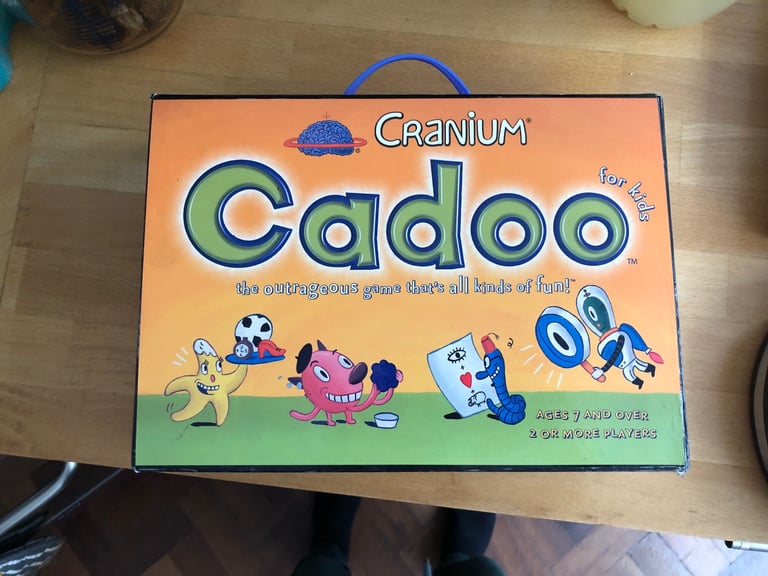 CRANIUM®
Cadoo™
for kids
the outrageous game that's all kinds of fun!™
AGES 7 AND OVER
2 OR MORE PLAYERS